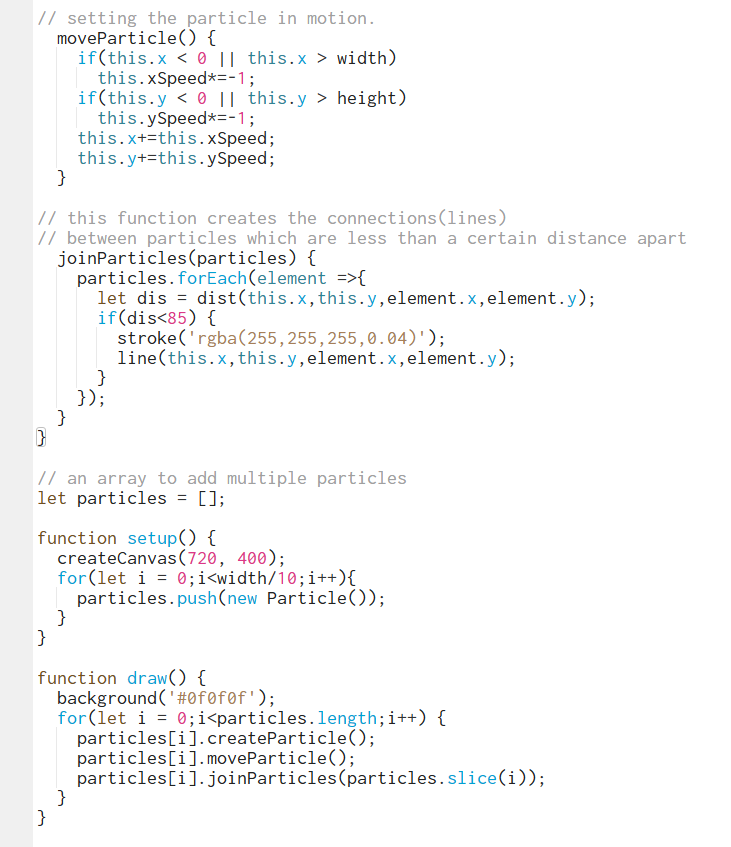 // setting the particle in motion.
  moveParticle() {
    if(this.x < 0 || this.x > width)
      this.xSpeed*=-1;
    if(this.y < 0 || this.y > height)
      this.ySpeed*=-1;
    this.x+=this.xSpeed;
    this.y+=this.ySpeed;
  }

// this function creates the connections(lines)
// between particles which are less than a certain distance apart
  joinParticles(particles) {
    particles.forEach(element =>{
      let dis = dist(this.x,this.y,element.x,element.y);
      if(dis<85) {
        stroke('rgba(255,255,255,0.04)');
        line(this.x,this.y,element.x,element.y);
      }
    });
  }
}

// an array to add multiple particles
let particles = [];

function setup() {
  createCanvas(720, 400);
  for(let i = 0;i<width/10;i++){
    particles.push(new Particle());
  }
}

function draw() {
  background('#0f0f0f');
  for(let i = 0;i<particles.length;i++) {
    particles[i].createParticle();
    particles[i].moveParticle();
    particles[i].joinParticles(particles.slice(i));
  }
}